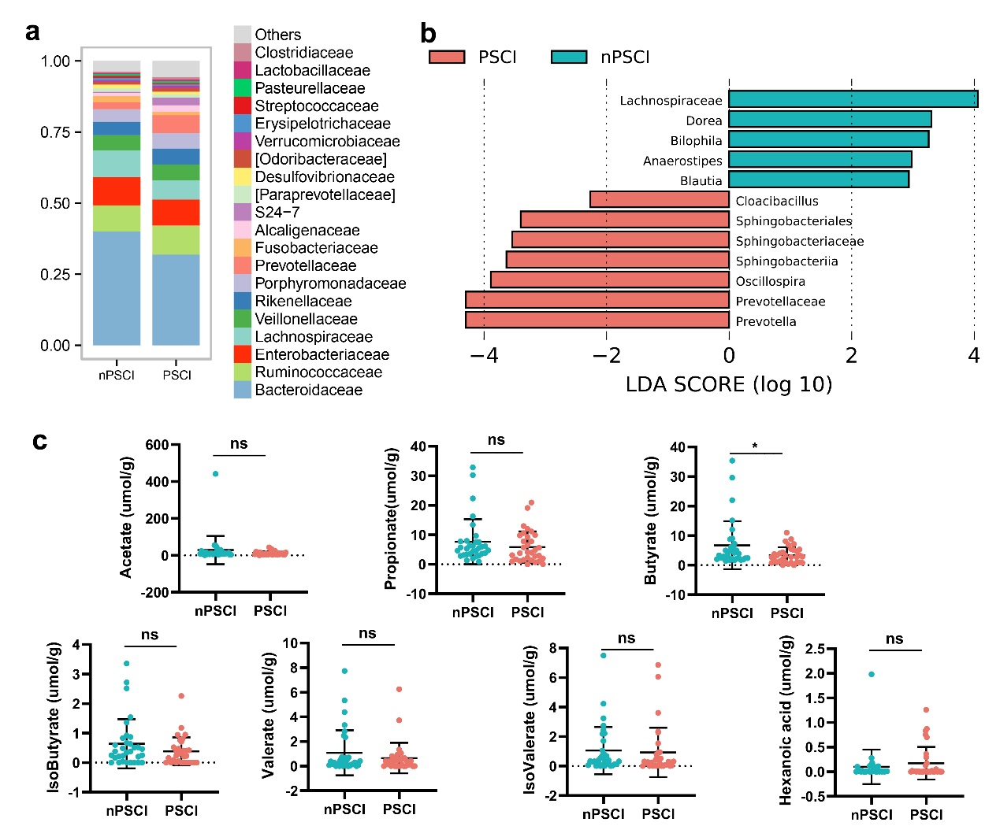 a
1.00
0.75
0.50
0.25
0.00
nPSCI
PSCI
Others
Clostridiaceae
Lactobacillaceae
Pasteurellaceae
Streptococcaceae
Erysipelotrichaceae
Verrucomicrobiaceae
[Odoribacteraceae]
Desulfovibrionaceae
[Paraprevotellaceae]
S24−7
Alcaligenaceae
Fusobacteriaceae
Prevotellaceae
Porphyromonadaceae
Rikenellaceae
Veillonellaceae
Lachnospiraceae
Enterobacteriaceae
Ruminococcaceae
Bacteroidaceae
b
PSCI
nPSCI
Lachnospiraceae
Dorea
Bilophila
Anaerostipes
Blautia
Cloacibacillus
Sphingobacteriales
Sphingobacteriaceae
Sphingobacteriia
Oscillospira
Prevotellaceae
Prevotella
−4 −2 0 2 4
LDA SCORE (log 10)
c
Acetate (umol/g)
600
400
200
0
-200
ns
nPSCI PSCI
Propionate(umol/g)
40
30
20
10
0
-10
ns
nPSCI PSCI
Butyrate (umol/g)
40
30
20
10
0
-10
*
nPSCI PSCI
IsoButyrate (umol/g)
4
3
2
1
0
-1
ns
nPSCI PSCI
Valerate (umol/g)
10
8
6
4
2
0
-2
ns
nPSCI PSCI
IsoValerate (umol/g)
8
6
4
2
0
-2
ns
nPSCI PSCI
Hexanoic acid (umol/g)
2.5
2.0
1.5
1.0
0.5
0.0
-0.5
ns
nPSCI PSCI